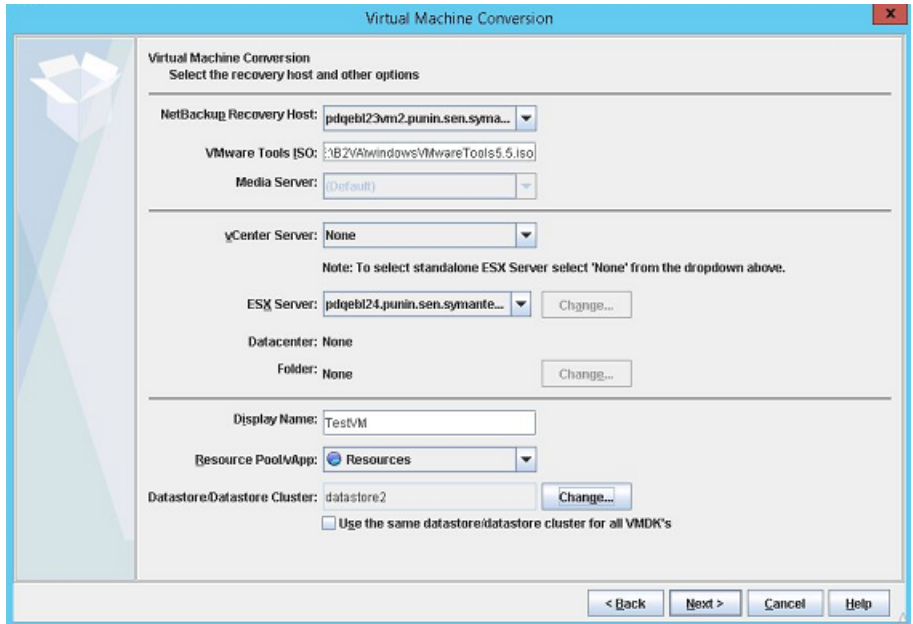 Virtual Machine Conversion
x
Virtual Machine Conversion
Select the recovery host and other options
NetBackup Recovery Host: pdqebl23vm2.punin.sen.syma...
VMware Tools ISO: :\B2VA\windowsVMwareTools5.5.iso
Media Server: (Default)
vCenter Server: None
Note: To select standalone ESX Server select 'None' from the dropdown above.
ESX Server: pdqebl24.punin.sen.symante... Change...
Datacenter: None
Folder: None Change...
Display Name: TestVM
Resource Pool/vApp: Resources
Datastore/Datastore Cluster: datastore2 Change...
Use the same datastore/datastore cluster for all VMDK's
< Back Next > Cancel Help